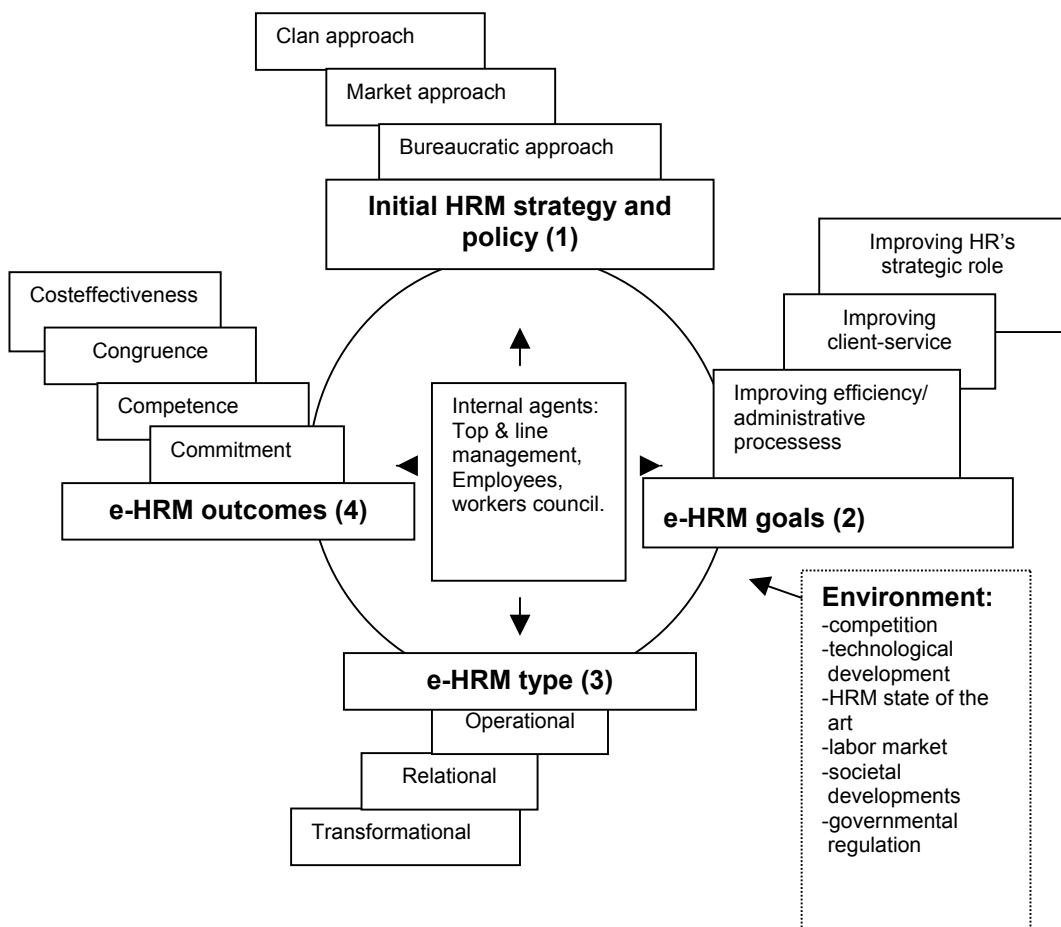 Clan approach
Market approach
Bureaucratic approach
Initial HRM strategy and
policy (1)
Improving HR's
strategic role
Improving
client-service
Improving efficiency/
administrative
processess
e-HRM goals (2)
Costeffectiveness
Congruence
Competence
Commitment
e-HRM outcomes (4)
Internal agents:
Top & line
management,
Employees,
workers council.
e-HRM type (3)
Operational
Relational
Transformational
Environment:
-competition
-technological
development
-HRM state of the
art
-labor market
-societal
developments
-governmental
regulation